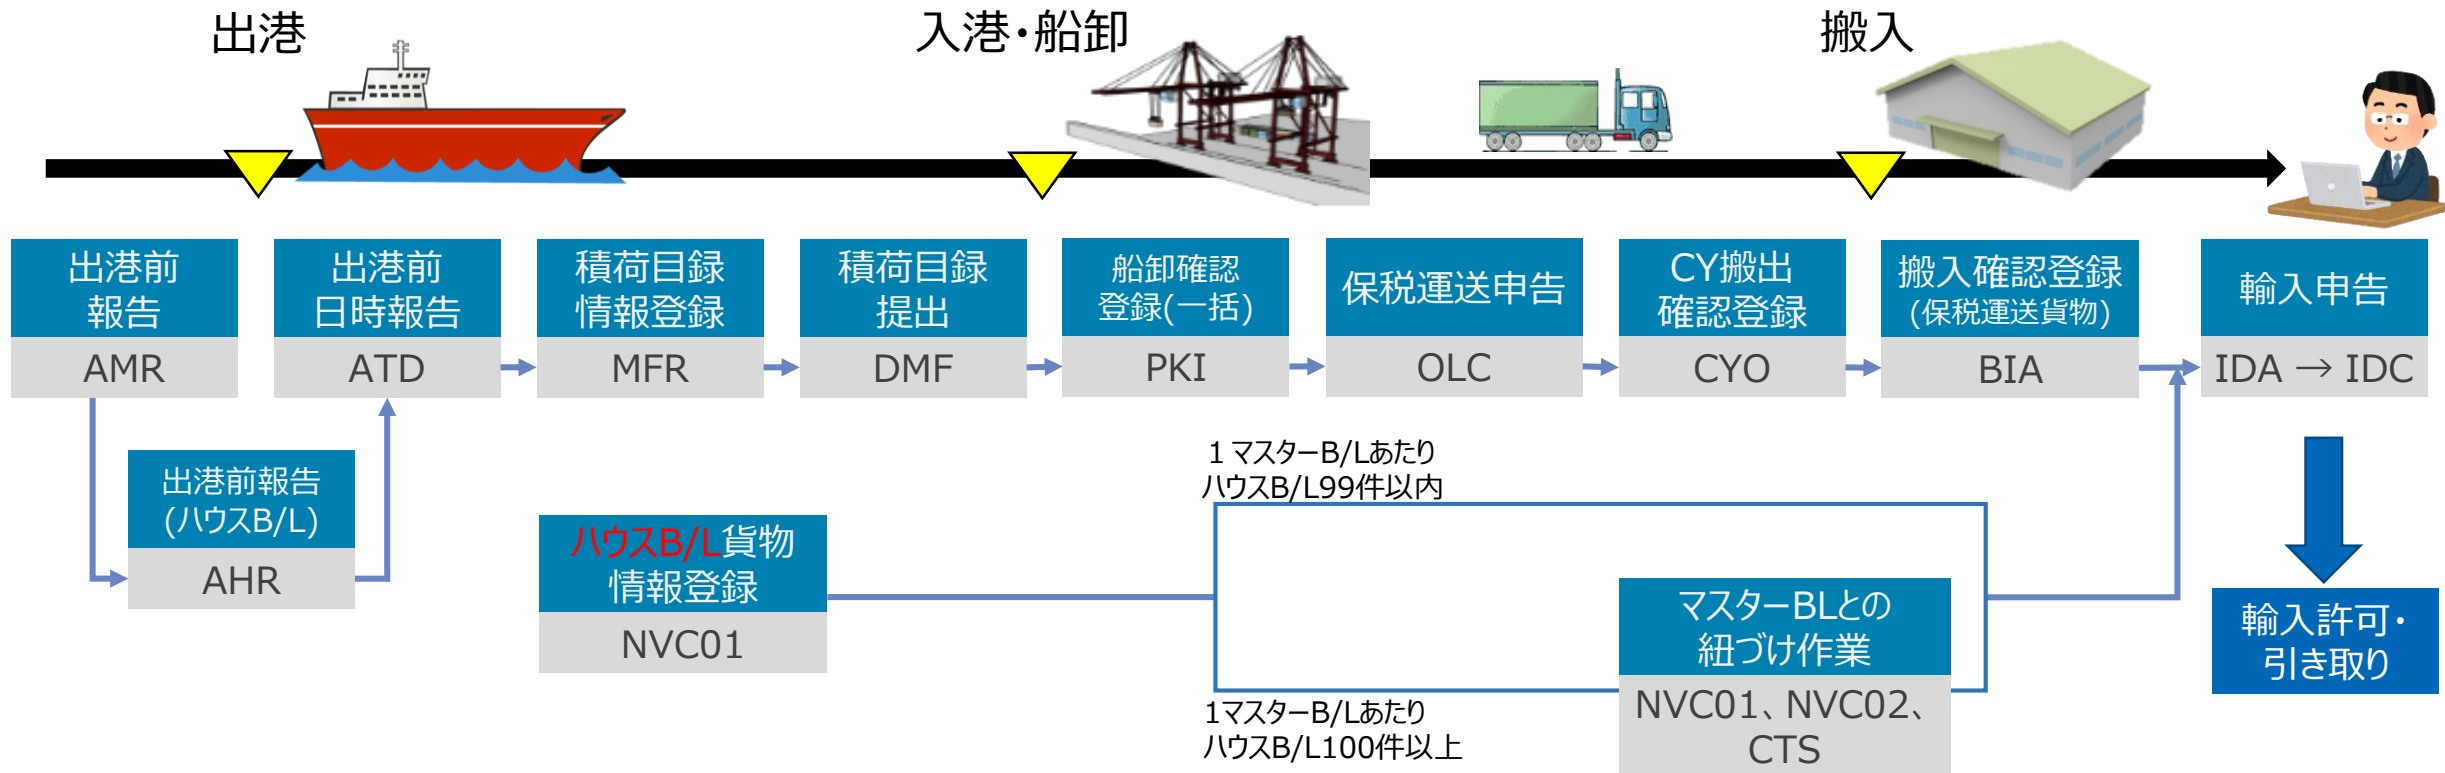 出港
入港・船卸
搬入
出港前
報告
AMR
出港前
日時報告
ATD
積荷目録
情報登録
MFR
積荷目録
提出
DMF
船卸確認
登録(一括)
PKI
保税運送申告
OLC
CY搬出
確認登録
CYO
搬入確認登録
(保税運送貨物)
BIA
輸入申告
IDA → IDC
出港前報告
(ハウスB/L)
AHR
ハウスB/L貨物
情報登録
NVC01
1マスターB/Lあたり
ハウスB/L99件以内
1マスターB/Lあたり
ハウスB/L100件以上
マスターBLとの
紐づけ作業
NVC01、NVC02、
CTS
輸入許可・
引き取り